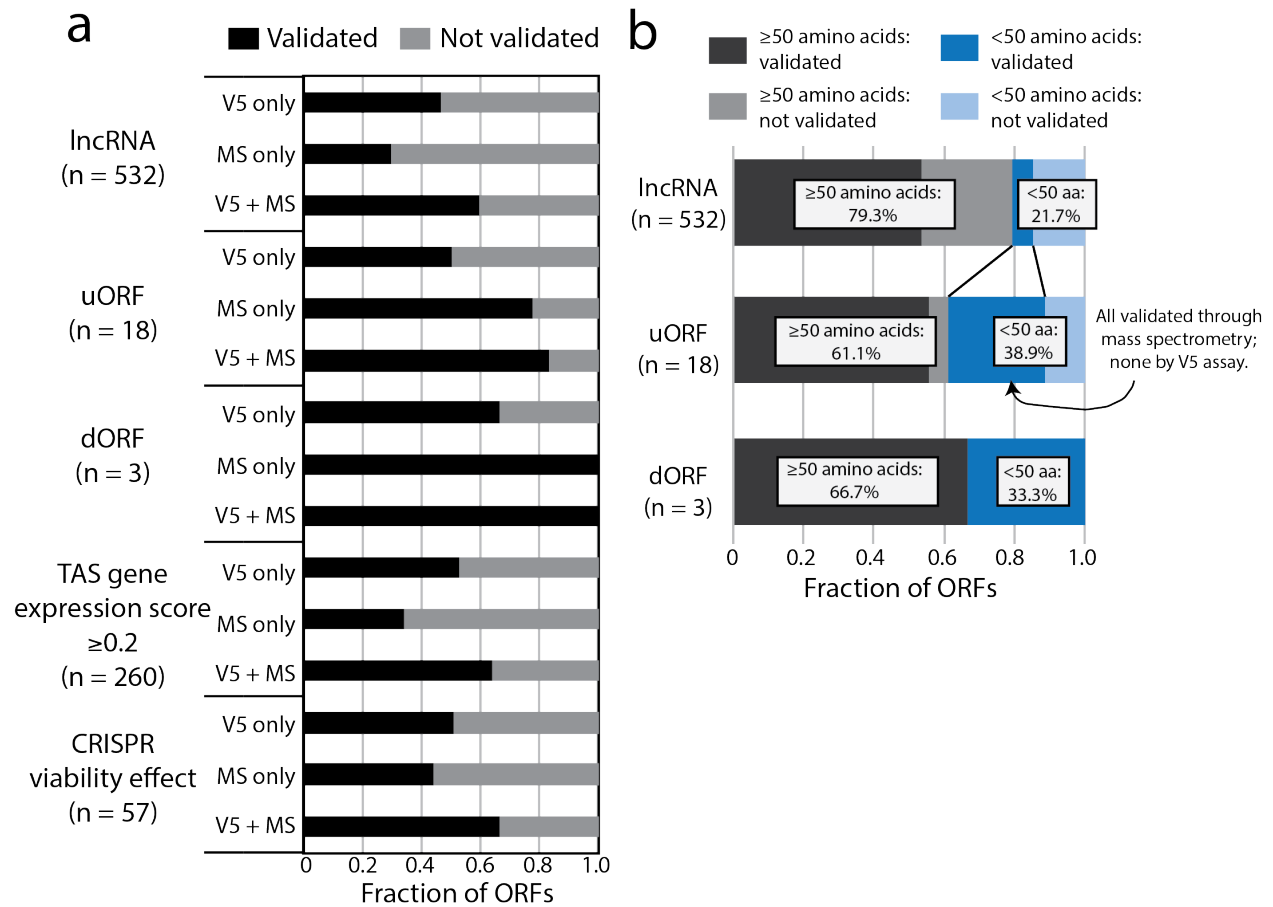 a
Validated
Not validated
lncRNA
(n = 532)
V5 only
MS only
V5 + MS
uORF
(n = 18)
V5 only
MS only
V5 + MS
dORF
(n = 3)
V5 only
MS only
V5 + MS
TAS gene
expression score
≥0.2
(n = 260)
V5 only
MS only
V5 + MS
CRISPR
viability effect
(n = 57)
V5 only
MS only
V5 + MS
0 0.2 0.4 0.6 0.8 1.0
Fraction of ORFs
b
≥50 amino acids:
validated
<50 amino acids:
validated
≥50 amino acids:
not validated
<50 amino acids:
not validated
lncRNA
(n = 532)
≥50 amino acids:
79.3%
<50 aa:
21.7%
uORF
(n = 18)
≥50 amino acids:
61.1%
<50 aa:
38.9%
All validated through
mass spectrometry;
none by V5 assay.
dORF
(n = 3)
≥50 amino acids:
66.7%
<50 aa:
33.3%
0 0.2 0.4 0.6 0.8 1.0
Fraction of ORFs